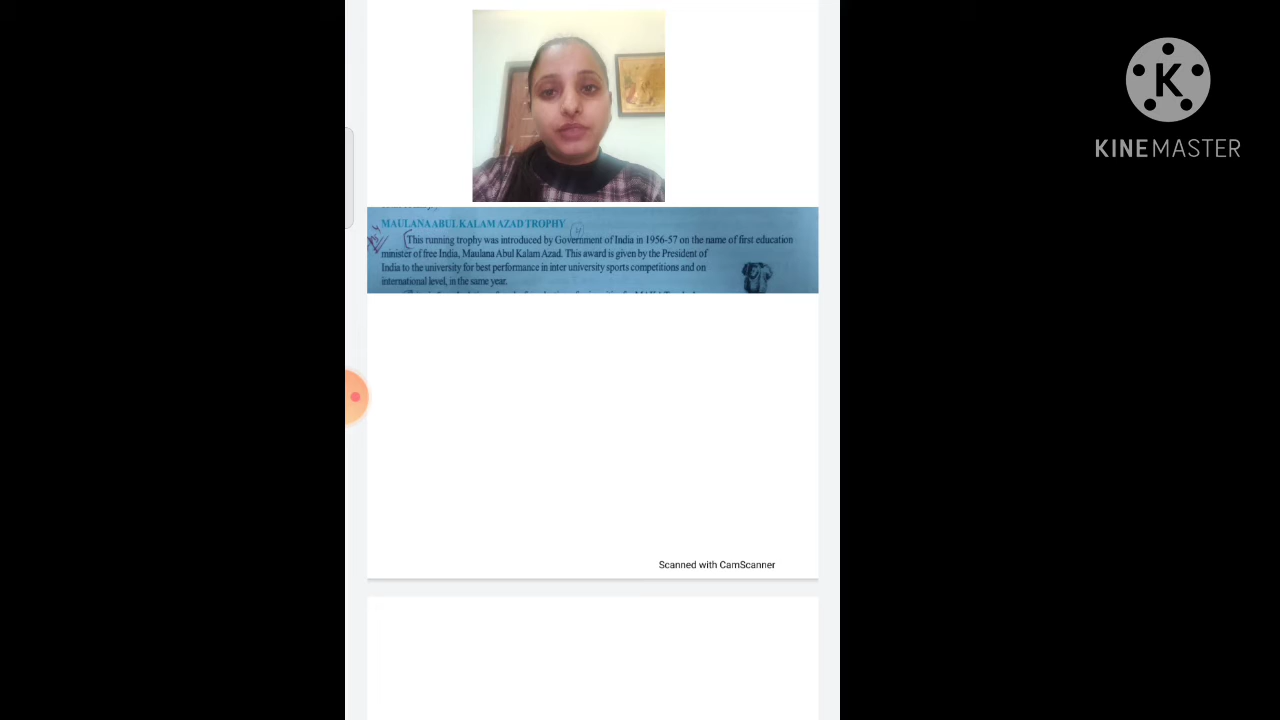 KINEMASTER
MAULANA ABUL KALAM AZAD TROPHY
This running trophy was introduced by Government of India in 1956-57 on the name of first education
minister of free India, Maulana Abul Kalam Azad. This award is given by the President of
India to the university for best performance in inter university sports competitions and on
international level, in the same year.
Scanned with CamScanner